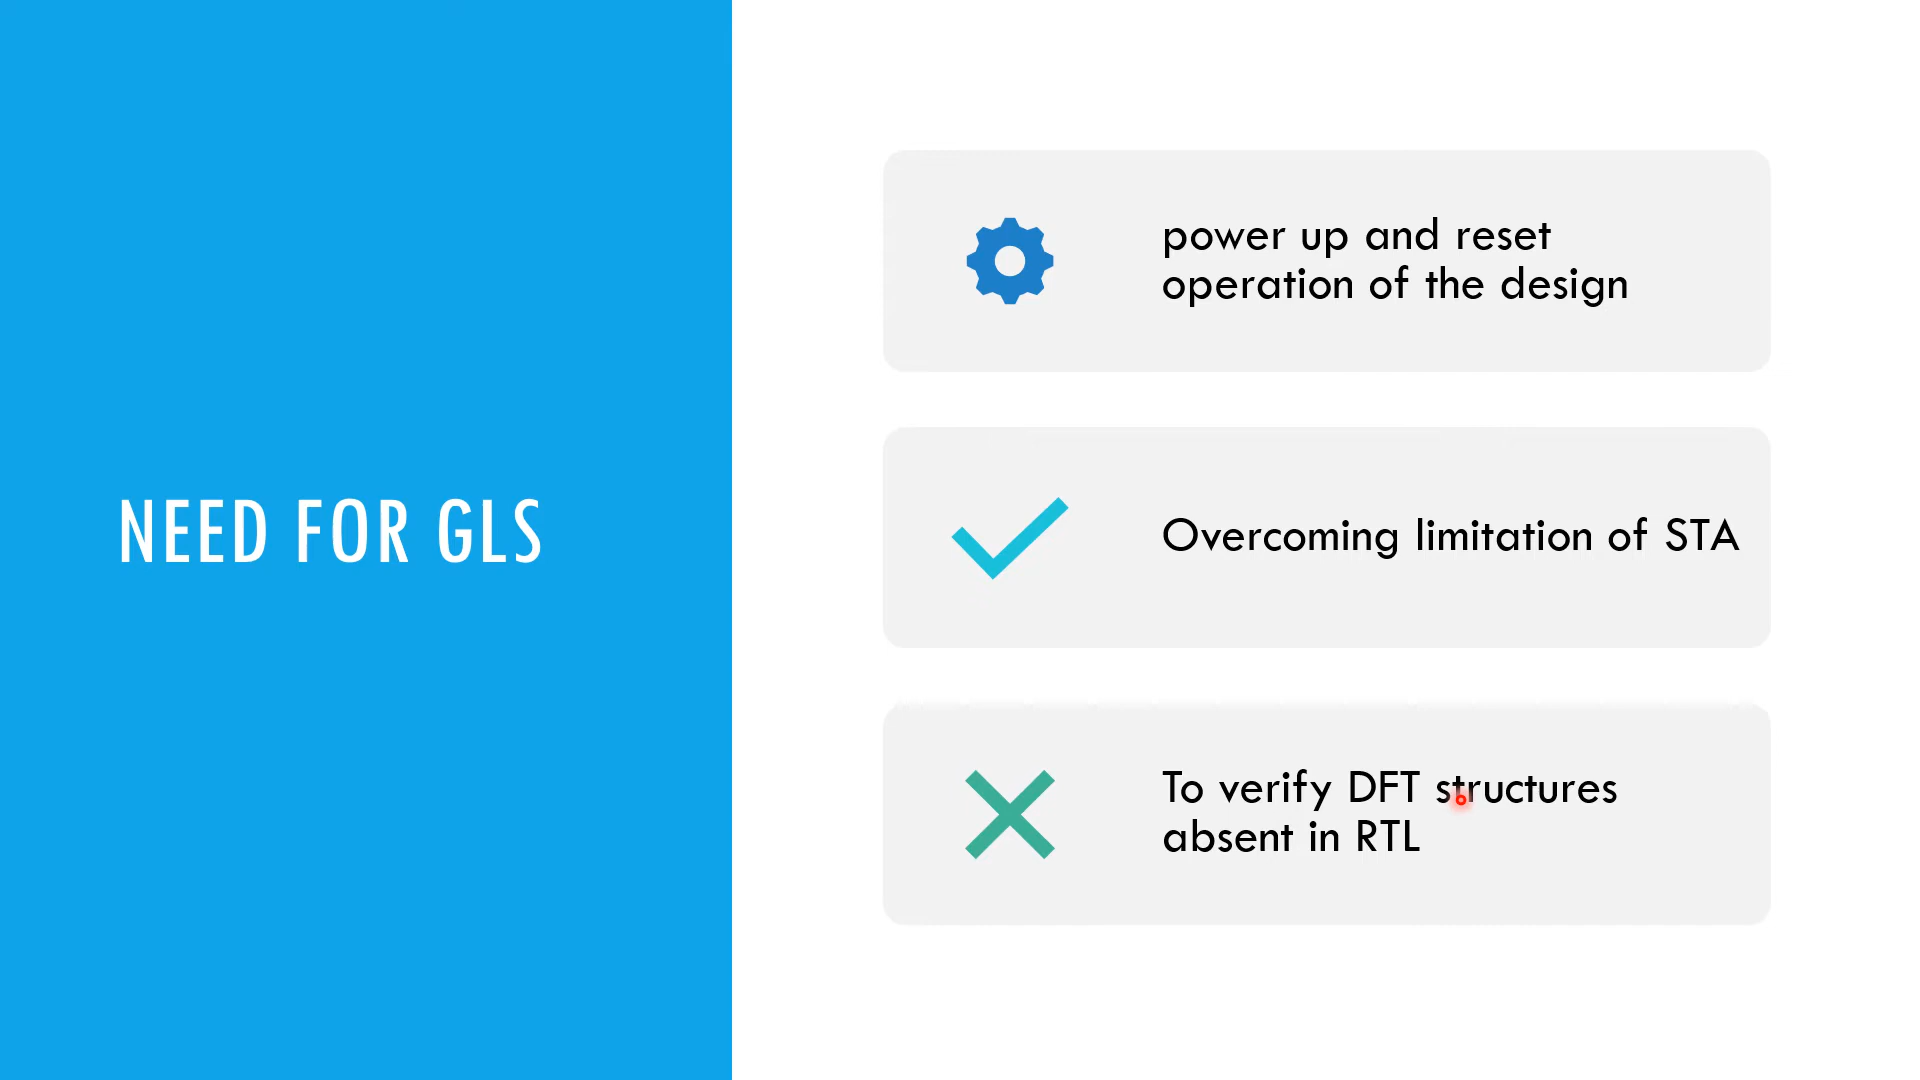 NEED FOR GLS
power up and reset
operation of the design
Overcoming limitation of STA
To verify DFT structures
absent in RTL